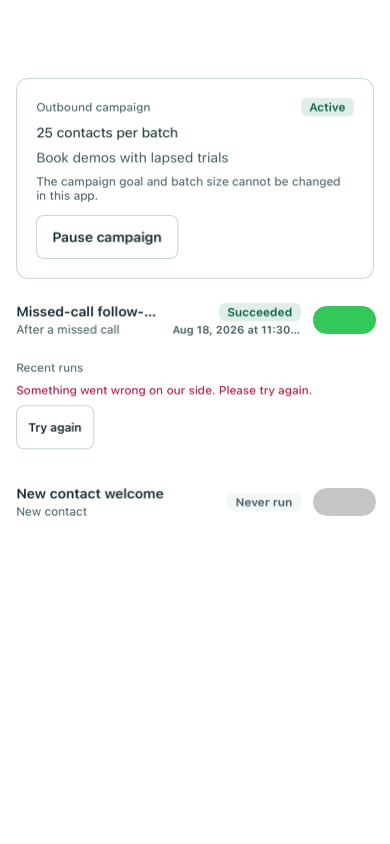 Outbound campaign
Active
25 contacts per batch
Book demos with lapsed trials
The campaign goal and batch size cannot be changed
in this app.
Pause campaign
Missed-call follow-...
Succeeded
After a missed call
Aug 18, 2026 at 11:30...
Recent runs
Something went wrong on our side. Please try again.
Try again
New contact welcome
Never run
New contact